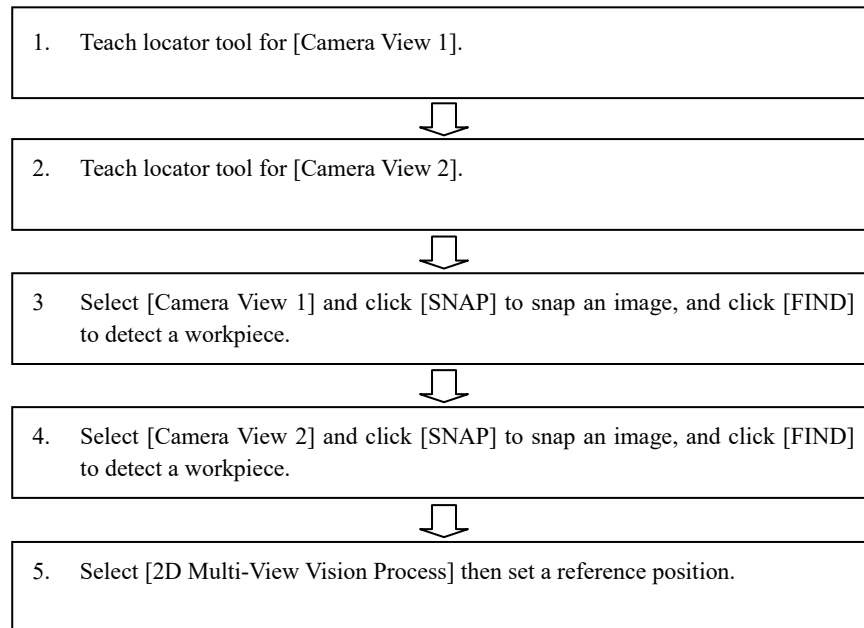 1. Teach locator tool for [Camera View 1].
2. Teach locator tool for [Camera View 2].
3 Select [Camera View 1] and click [SNAP] to snap an image, and click [FIND]
to detect a workpiece.
4. Select [Camera View 2] and click [SNAP] to snap an image, and click [FIND]
to detect a workpiece.
5. Select [2D Multi-View Vision Process] then set a reference position.